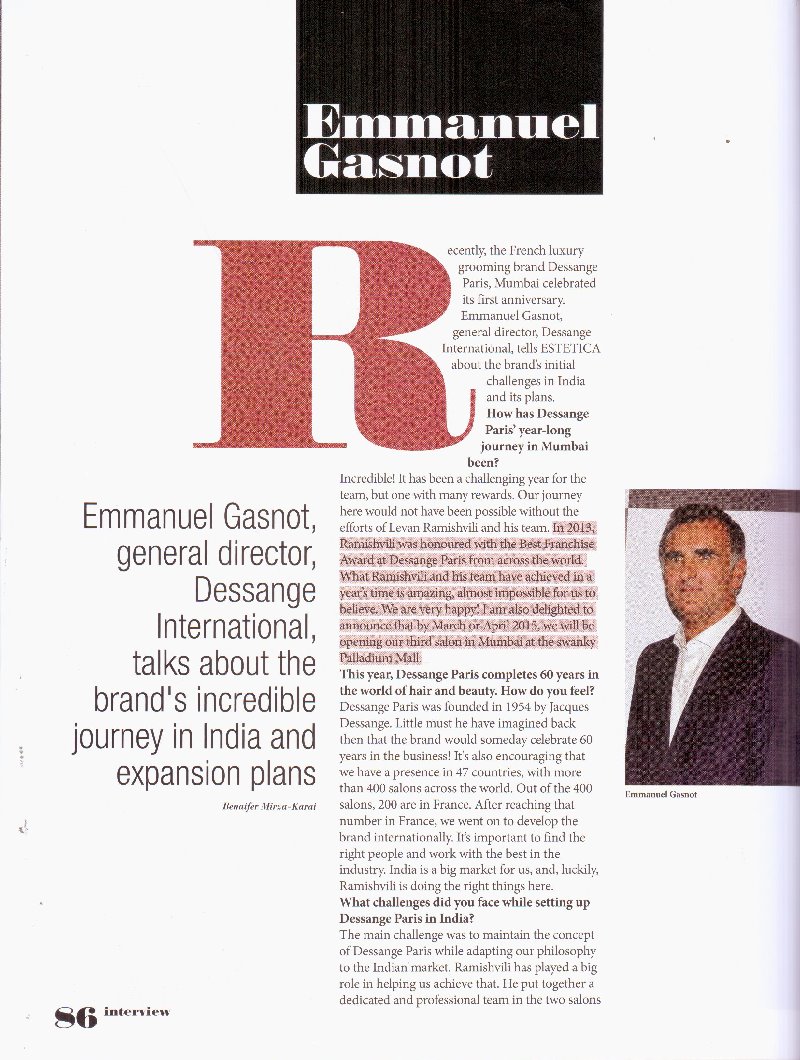 Emmanuel
Gasnot
Recently, the French luxury
grooming brand Dessange
Paris, Mumbai celebrated
its first anniversary.
Emmanuel Gasnot,
general director, Dessange
International, tells ESTETICA
about the brand's initial
challenges in India
and its plans.
How has Dessange
Paris' year-long
journey in Mumbai
been?
Incredible! It has been a challenging year for the
team, but one with many rewards. Our journey
here would not have been possible without the
efforts of Levan Ramishvili and his team. In 2013,
Ramishvili was honoured with the Best Franchise
Award at Dessange Paris from across the world.
What Ramishvili and his team have achieved in a
year's time is amazing, almost impossible for us to
believe. We are very happy! I am also delighted to
announce that by March or April 2015, we will be
opening our third salon in Mumbai at the swanky
Palladium Mall.
This year, Dessange Paris completes 60 years in
the world of hair and beauty. How do you feel?
Dessange Paris was founded in 1954 by Jacques
Dessange. Little must he have imagined back
then that the brand would someday celebrate 60
years in the business! It's also encouraging that
we have a presence in 47 countries, with more
than 400 salons across the world. Out of the 400
salons, 200 are in France. After reaching that
number in France, we went on to develop the
brand internationally. It's important to find the
right people and work with the best in the
industry. India is a big market for us, and, luckily,
Ramishvili is doing the right things here.
What challenges did you face while setting up
Dessange Paris in India?
The main challenge was to maintain the concept
of Dessange Paris while adapting our philosophy
to the Indian market. Ramishvili has played a big
role in helping us achieve that. He put together a
dedicated and professional team in the two salons
Emmanuel Gasnot,
general director,
Dessange
International,
talks about the
brand's incredible
journey in India and
expansion plans
Bennifer Mirza-Karai
Emmanuel Gasnot
86 interview